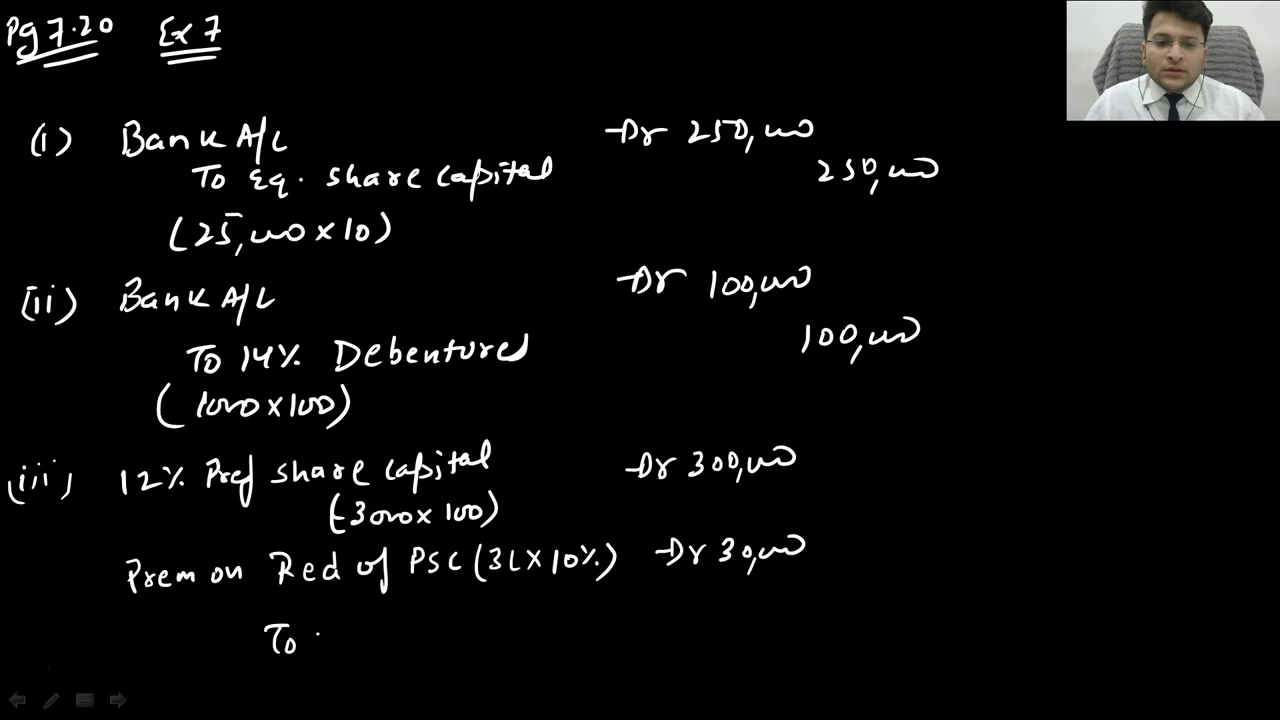 Pg 7.20 Ex 7
(i) Bank A/c Dr 250,000
To Eq. share capital 250,000
(25,000 x 10)
(ii) Bank A/c Dr 100,000
To 14% Debentures 100,000
(1000 x 100)
(iii) 12% Pref share capital Dr 300,000
(3000 x 100)
Prem on Red of PSC (3L x 10%) Dr 30,000
To